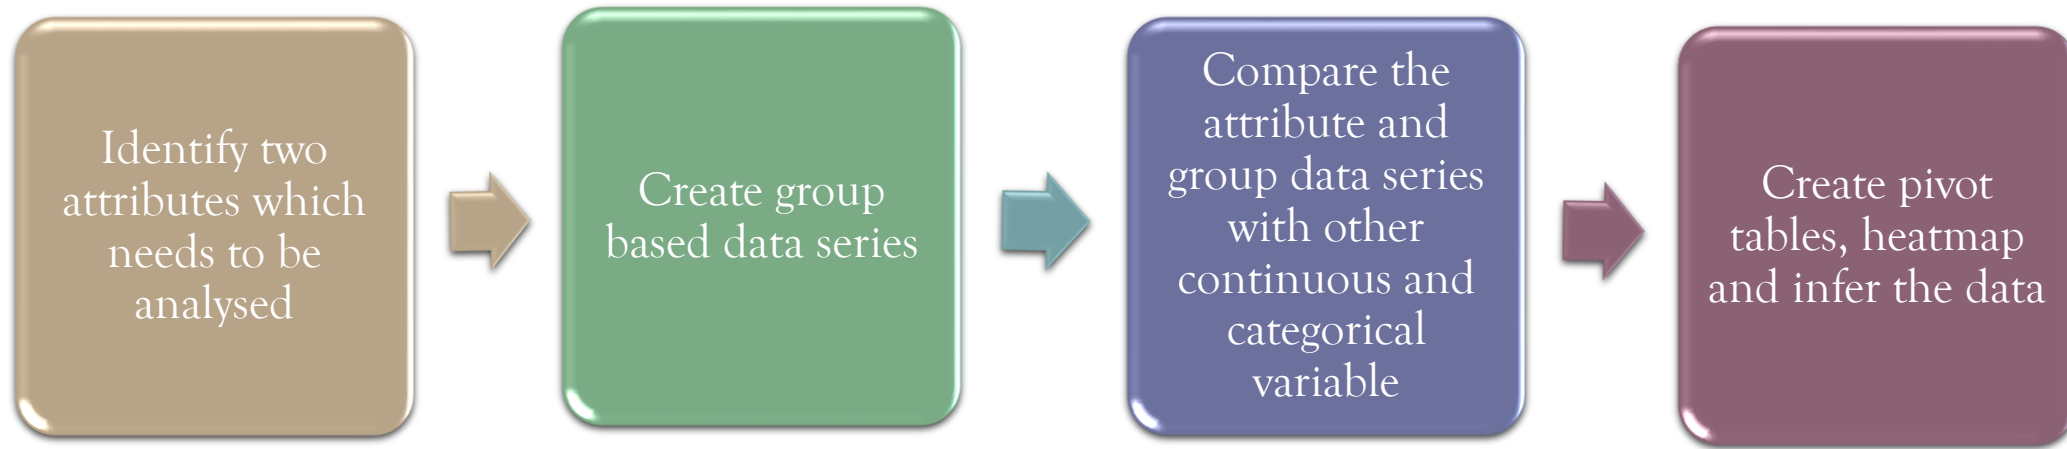 Identify two
attributes which
needs to be
analysed
Create group
based data series
Compare the
attribute and
group data series
with other
continuous and
categorical
variable
Create pivot
tables, heatmap
and infer the data